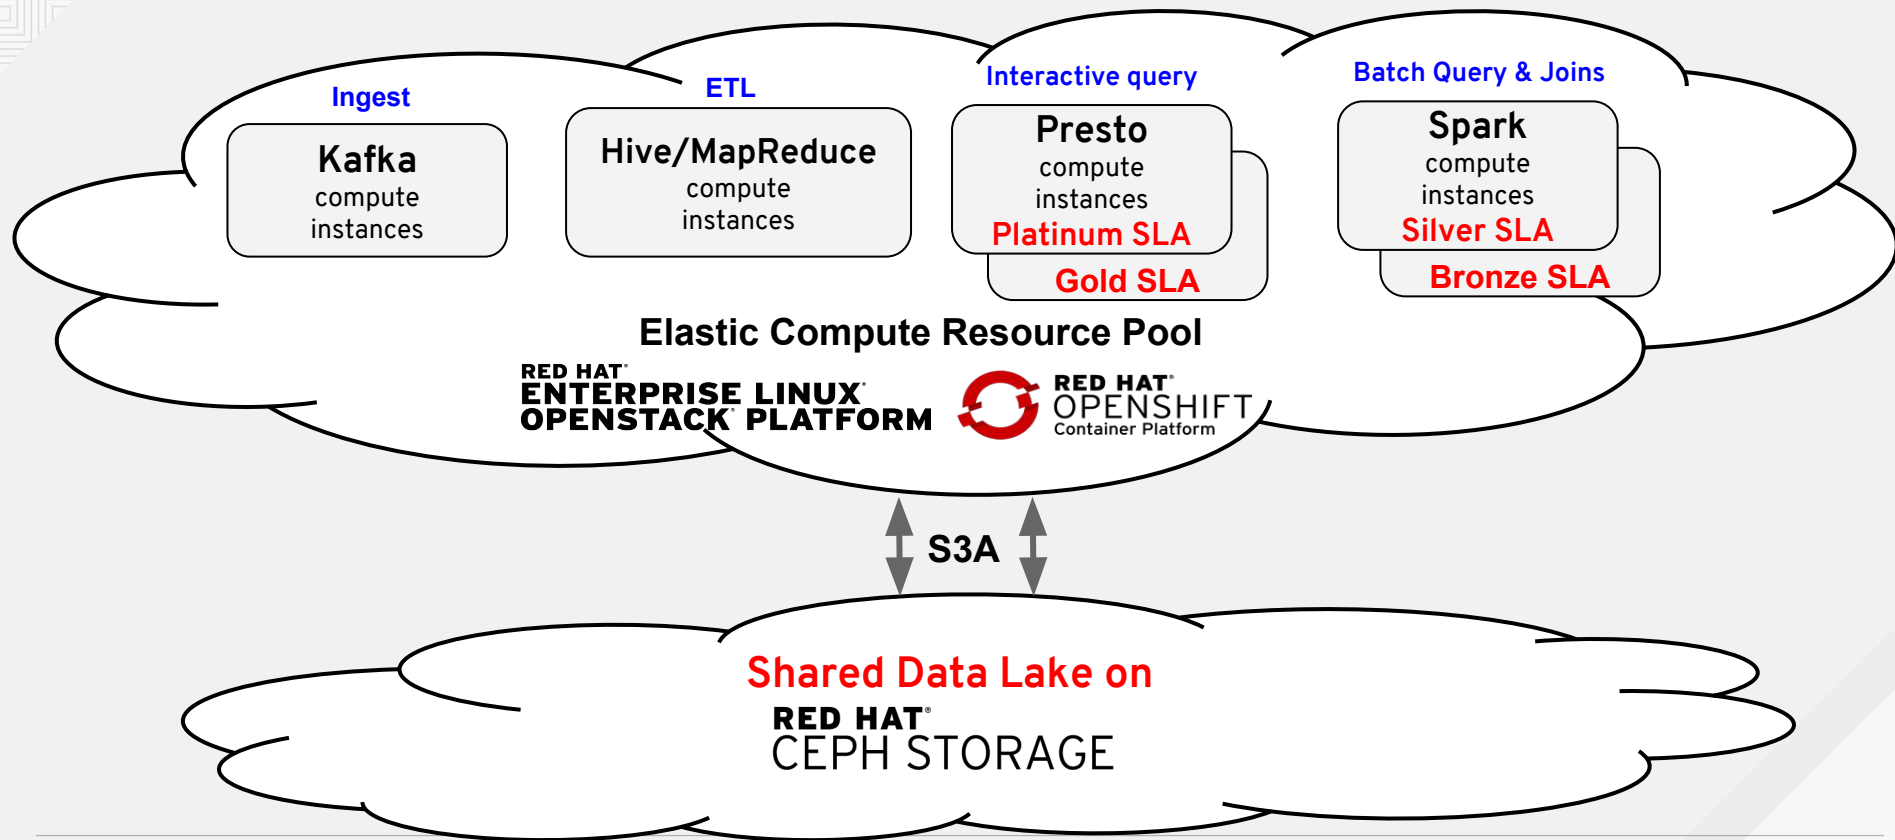 Ingest
Kafka
compute
instances
ETL
Hive/MapReduce
compute
instances
Interactive query
Presto
compute
instances
Platinum SLA
Gold SLA
Batch Query & Joins
Spark
compute
instances
Silver SLA
Bronze SLA
Elastic Compute Resource Pool
RED HAT®
ENTERPRISE LINUX®
OPENSTACK® PLATFORM
RED HAT®
OPENSHIFT
Container Platform
S3A
Shared Data Lake on
RED HAT®
CEPH STORAGE